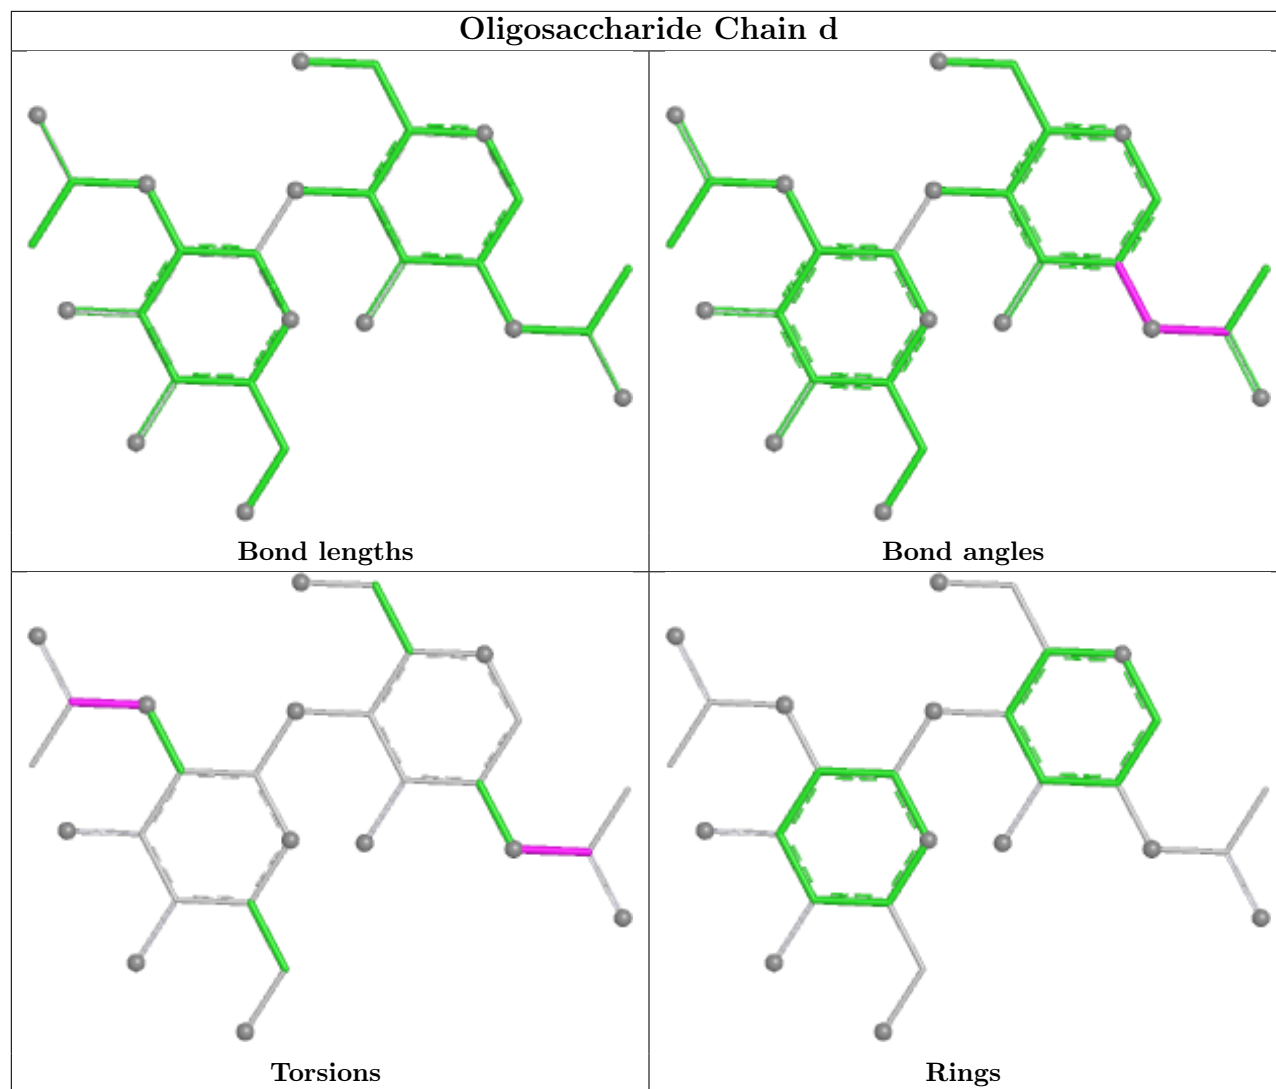 Oligosaccharide Chain d
Bond lengths
Bond angles
Torsions
Rings